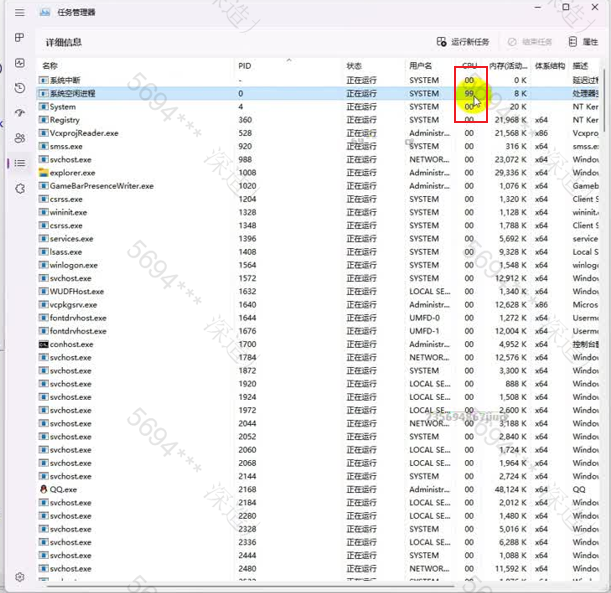 任务管理器
详细信息
运行新任务 结束任务 属性
名称 PID 状态 用户名 CPU 内存(活动... 体系结构 描述
系统中断 - 正在运行 SYSTEM 00 0 K 延迟过
系统空闲进程 0 正在运行 SYSTEM 99 8 K 处理器
System 4 正在运行 SYSTEM 00 20 K NT Ker
Registry 360 正在运行 SYSTEM 00 21,968 K x64 NT Ker
VcxprojReader.exe 528 正在运行 Administr... 00 21,568 K x86 Vcxpro
smss.exe 920 正在运行 SYSTEM 00 316 K x64 smss.e
svchost.exe 988 正在运行 NETWOR... 00 23,072 K x64 Window
explorer.exe 1008 正在运行 Administr... 00 29,336 K x64 Window
GameBarPresenceWriter.exe 1020 正在运行 Administr... 00 1,076 K x64 Gameb
csrss.exe 1204 正在运行 SYSTEM 00 1,320 K x64 Client S
wininit.exe 1328 正在运行 SYSTEM 00 1,128 K x64 Window
csrss.exe 1348 正在运行 SYSTEM 00 1,788 K x64 Client S
services.exe 1396 正在运行 SYSTEM 00 5,692 K x64 service
lsass.exe 1408 正在运行 SYSTEM 00 9,328 K x64 Local S
winlogon.exe 1564 正在运行 SYSTEM 00 1,548 K x64 winlog
svchost.exe 1572 正在运行 SYSTEM 00 12,912 K x64 Window
WUDFHost.exe 1632 正在运行 LOCAL SE... 00 1,340 K x64 Window
vcpkgsrv.exe 1640 正在运行 Administr... 00 12,628 K x86 Micros
fontdrvhost.exe 1644 正在运行 UMFD-0 00 1,272 K x64 Userm
fontdrvhost.exe 1676 正在运行 UMFD-1 00 12,004 K x64 Userm
conhost.exe 1700 正在运行 Administr... 00 4,952 K x64 控制台
svchost.exe 1784 正在运行 NETWOR... 00 12,576 K x64 Window
svchost.exe 1872 正在运行 SYSTEM 00 3,300 K x64 Window
svchost.exe 1920 正在运行 LOCAL SE... 00 888 K x64 Window
svchost.exe 1924 正在运行 LOCAL SE... 00 1,508 K x64 Window
svchost.exe 1972 正在运行 LOCAL SE... 00 2,600 K x64 Window
svchost.exe 2044 正在运行 NETWOR... 00 3,188 K x64 Window
svchost.exe 2052 正在运行 SYSTEM 00 2,840 K x64 Window
svchost.exe 2060 正在运行 LOCAL SE... 00 1,724 K x64 Window
svchost.exe 2068 正在运行 LOCAL SE... 00 1,964 K x64 Window
svchost.exe 2144 正在运行 SYSTEM 00 2,724 K x64 Window
QQ.exe 2168 正在运行 Administr... 00 48,124 K x64 QQ
svchost.exe 2184 正在运行 LOCAL SE... 00 2,012 K x64 Window
svchost.exe 2280 正在运行 LOCAL SE... 00 1,480 K x64 Window
svchost.exe 2328 正在运行 SYSTEM 00 5,016 K x64 Window
svchost.exe 2336 正在运行 LOCAL SE... 00 6,288 K x64 Window
svchost.exe 2444 正在运行 SYSTEM 00 1,088 K x64 Window
svchost.exe 2480 正在运行 NETWOR... 00 11,592 K x64 Window